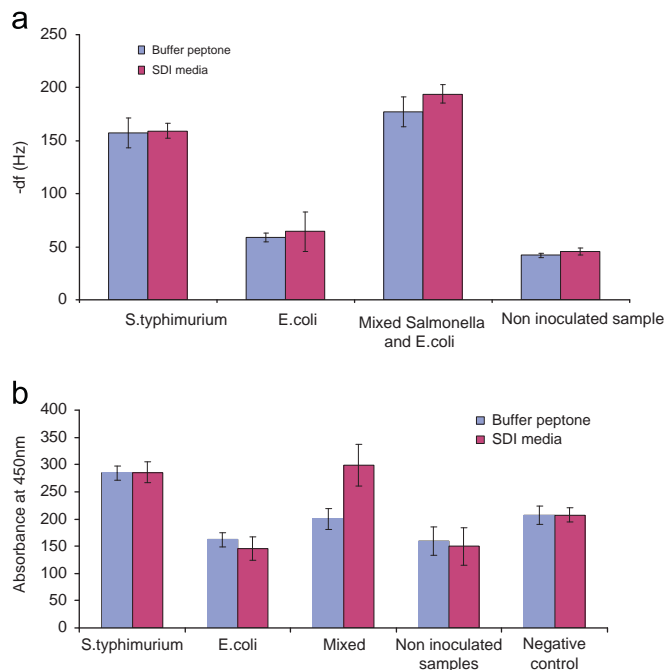 a
Buffer peptone
SDI media
250
200
150
100
50
0
-df (Hz)
S.typhimurium
E.coli
Mixed Salmonella
and E.coli
Non inoculated sample
b
Buffer peptone
SDI media
400
350
300
250
200
150
100
50
0
Absorbance at 450nm
S.typhimurium
E.coli
Mixed
Non inoculated
samples
Negative
control